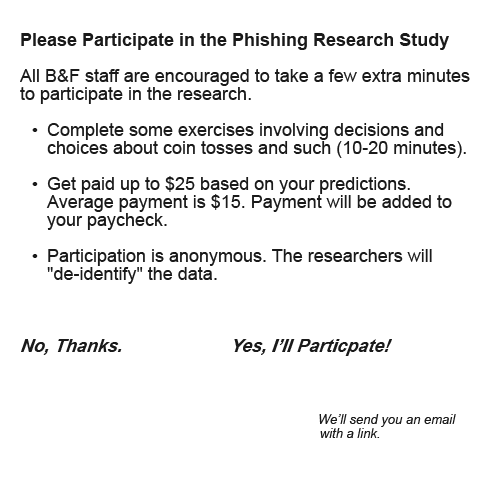 Please Participate in the Phishing Research Study
All B&F staff are encouraged to take a few extra minutes
to participate in the research.
• Complete some exercises involving decisions and
choices about coin tosses and such (10-20 minutes).
• Get paid up to $25 based on your predictions.
Average payment is $15. Payment will be added to
your paycheck.
• Participation is anonymous. The researchers will
"de-identify" the data.
No, Thanks. Yes, I'll Particpate!
We'll send you an email
with a link.